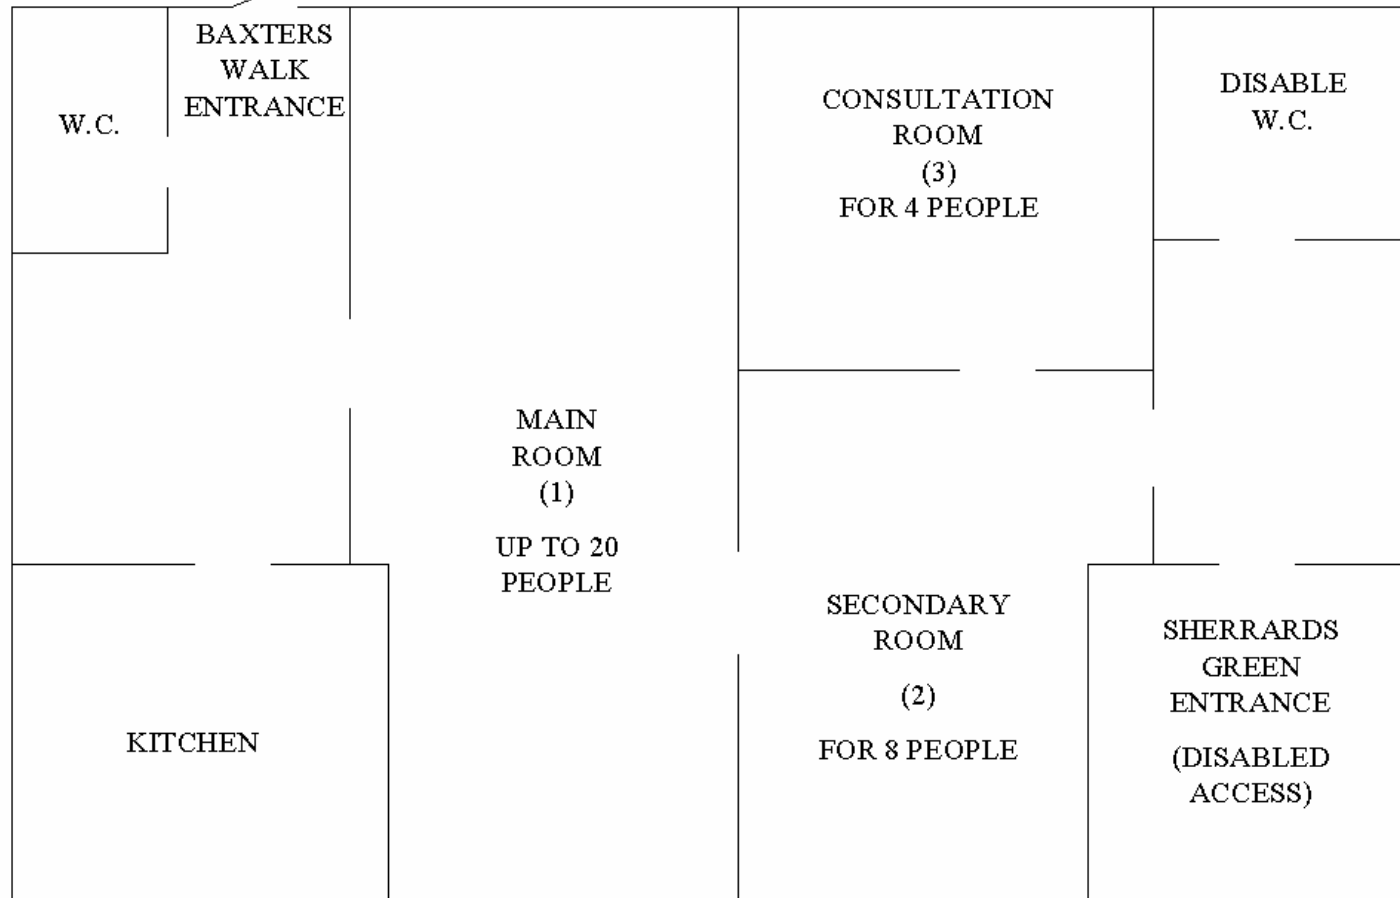 BAXTERS
WALK
ENTRANCE
W.C.
CONSULTATION
ROOM
(3)
FOR 4 PEOPLE
DISABLE
W.C.
MAIN
ROOM
(1)
UP TO 20
PEOPLE
SECONDARY
ROOM
(2)
FOR 8 PEOPLE
SHERRARDS
GREEN
ENTRANCE
(DISABLED
ACCESS)
KITCHEN